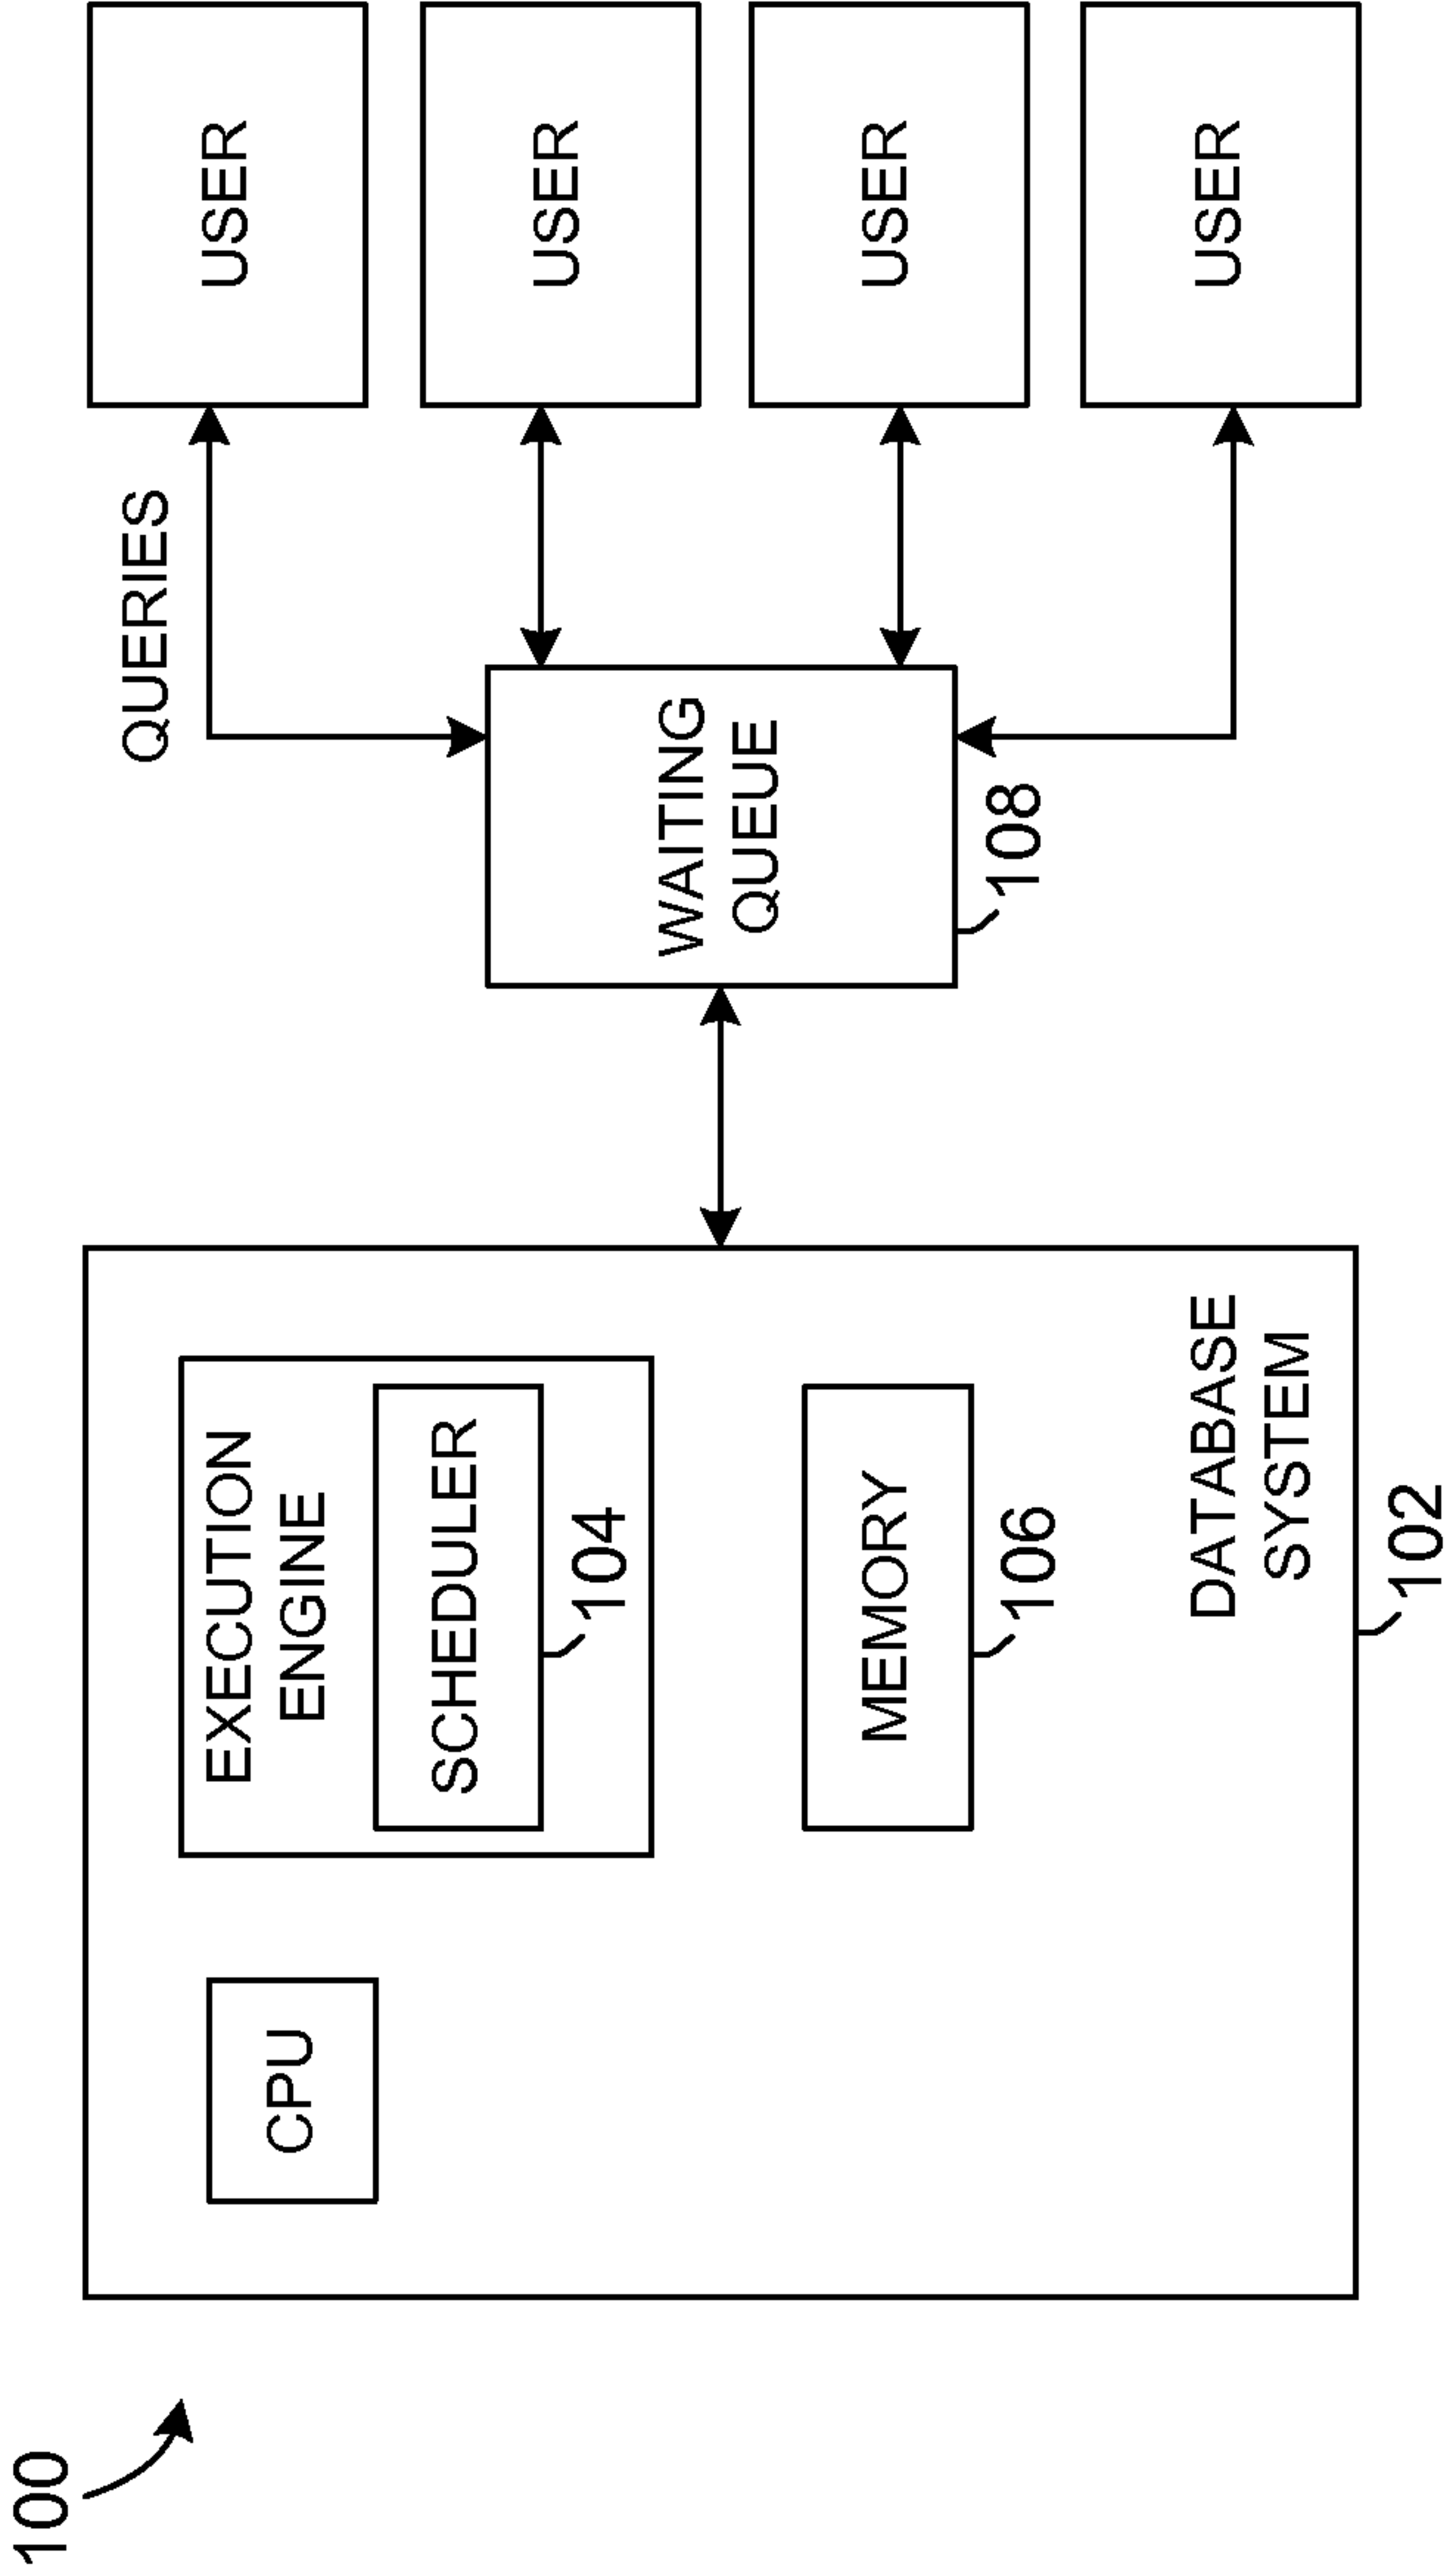 100
CPU
EXECUTION
ENGINE
SCHEDULER
104
MEMORY
106
DATABASE
SYSTEM
102
WAITING
QUEUE
108
QUERIES
USER
USER
USER
USER